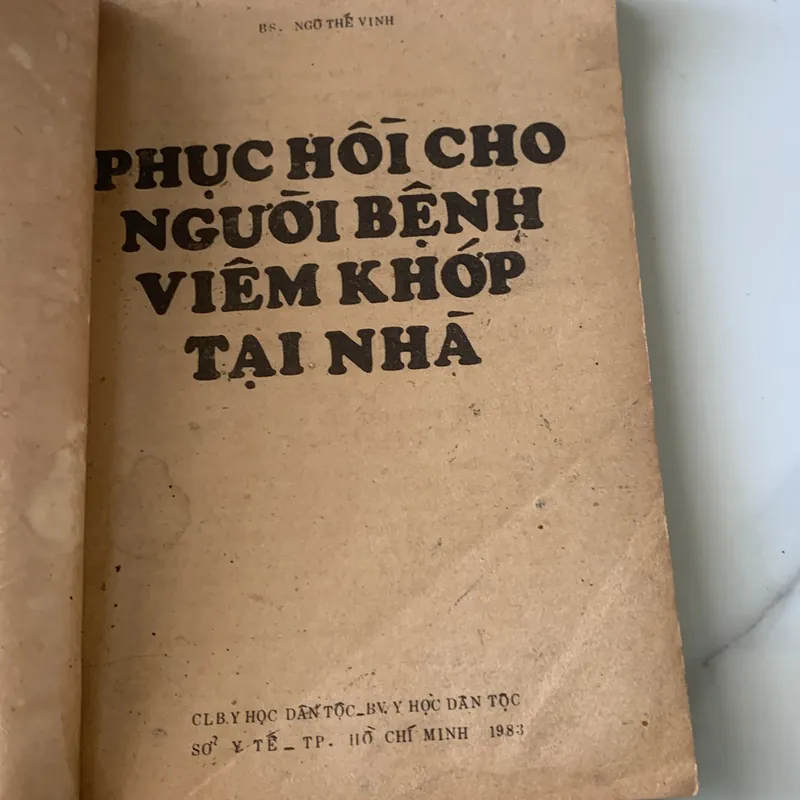 BS. NGÔ THẾ VINH
PHỤC HỒI CHO
NGƯỜI BỆNH
VIÊM KHỚP
TẠI NHÀ
CLB.Y HỌC DÂN TỘC_BV. Y HỌC DÂN TỘC
SỞ Y TẾ _ TP. HỒ CHÍ MINH 1983